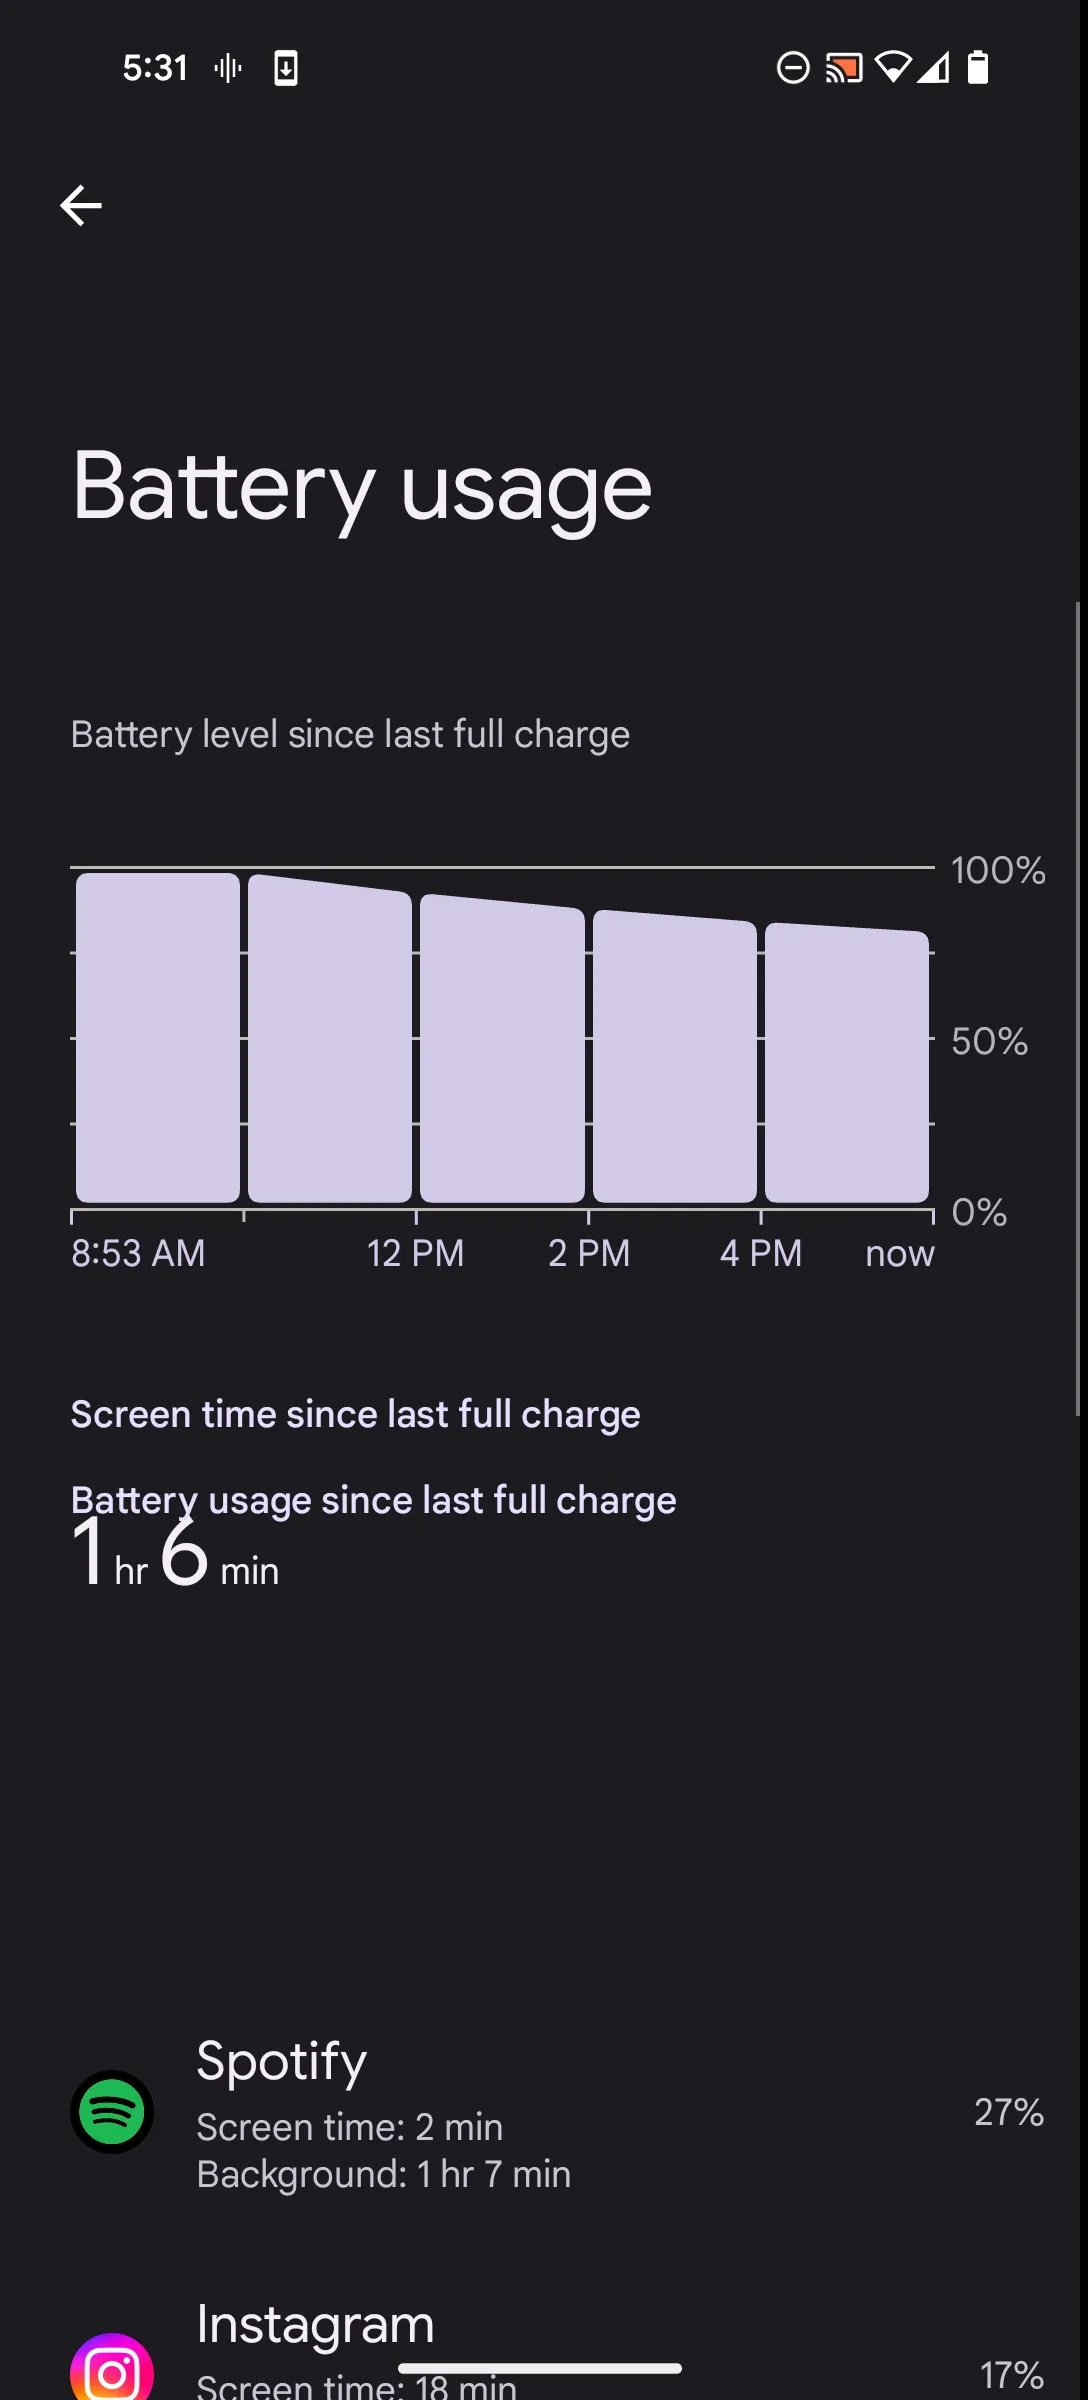 5:31
Battery usage
Battery level since last full charge
100%
50%
0%
8:53 AM 12 PM 2 PM 4 PM now
Screen time since last full charge
Battery usage since last full charge
1 hr 6 min
Spotify
Screen time: 2 min
Background: 1 hr 7 min
27%
Instagram
Screen time: 18 min
17%